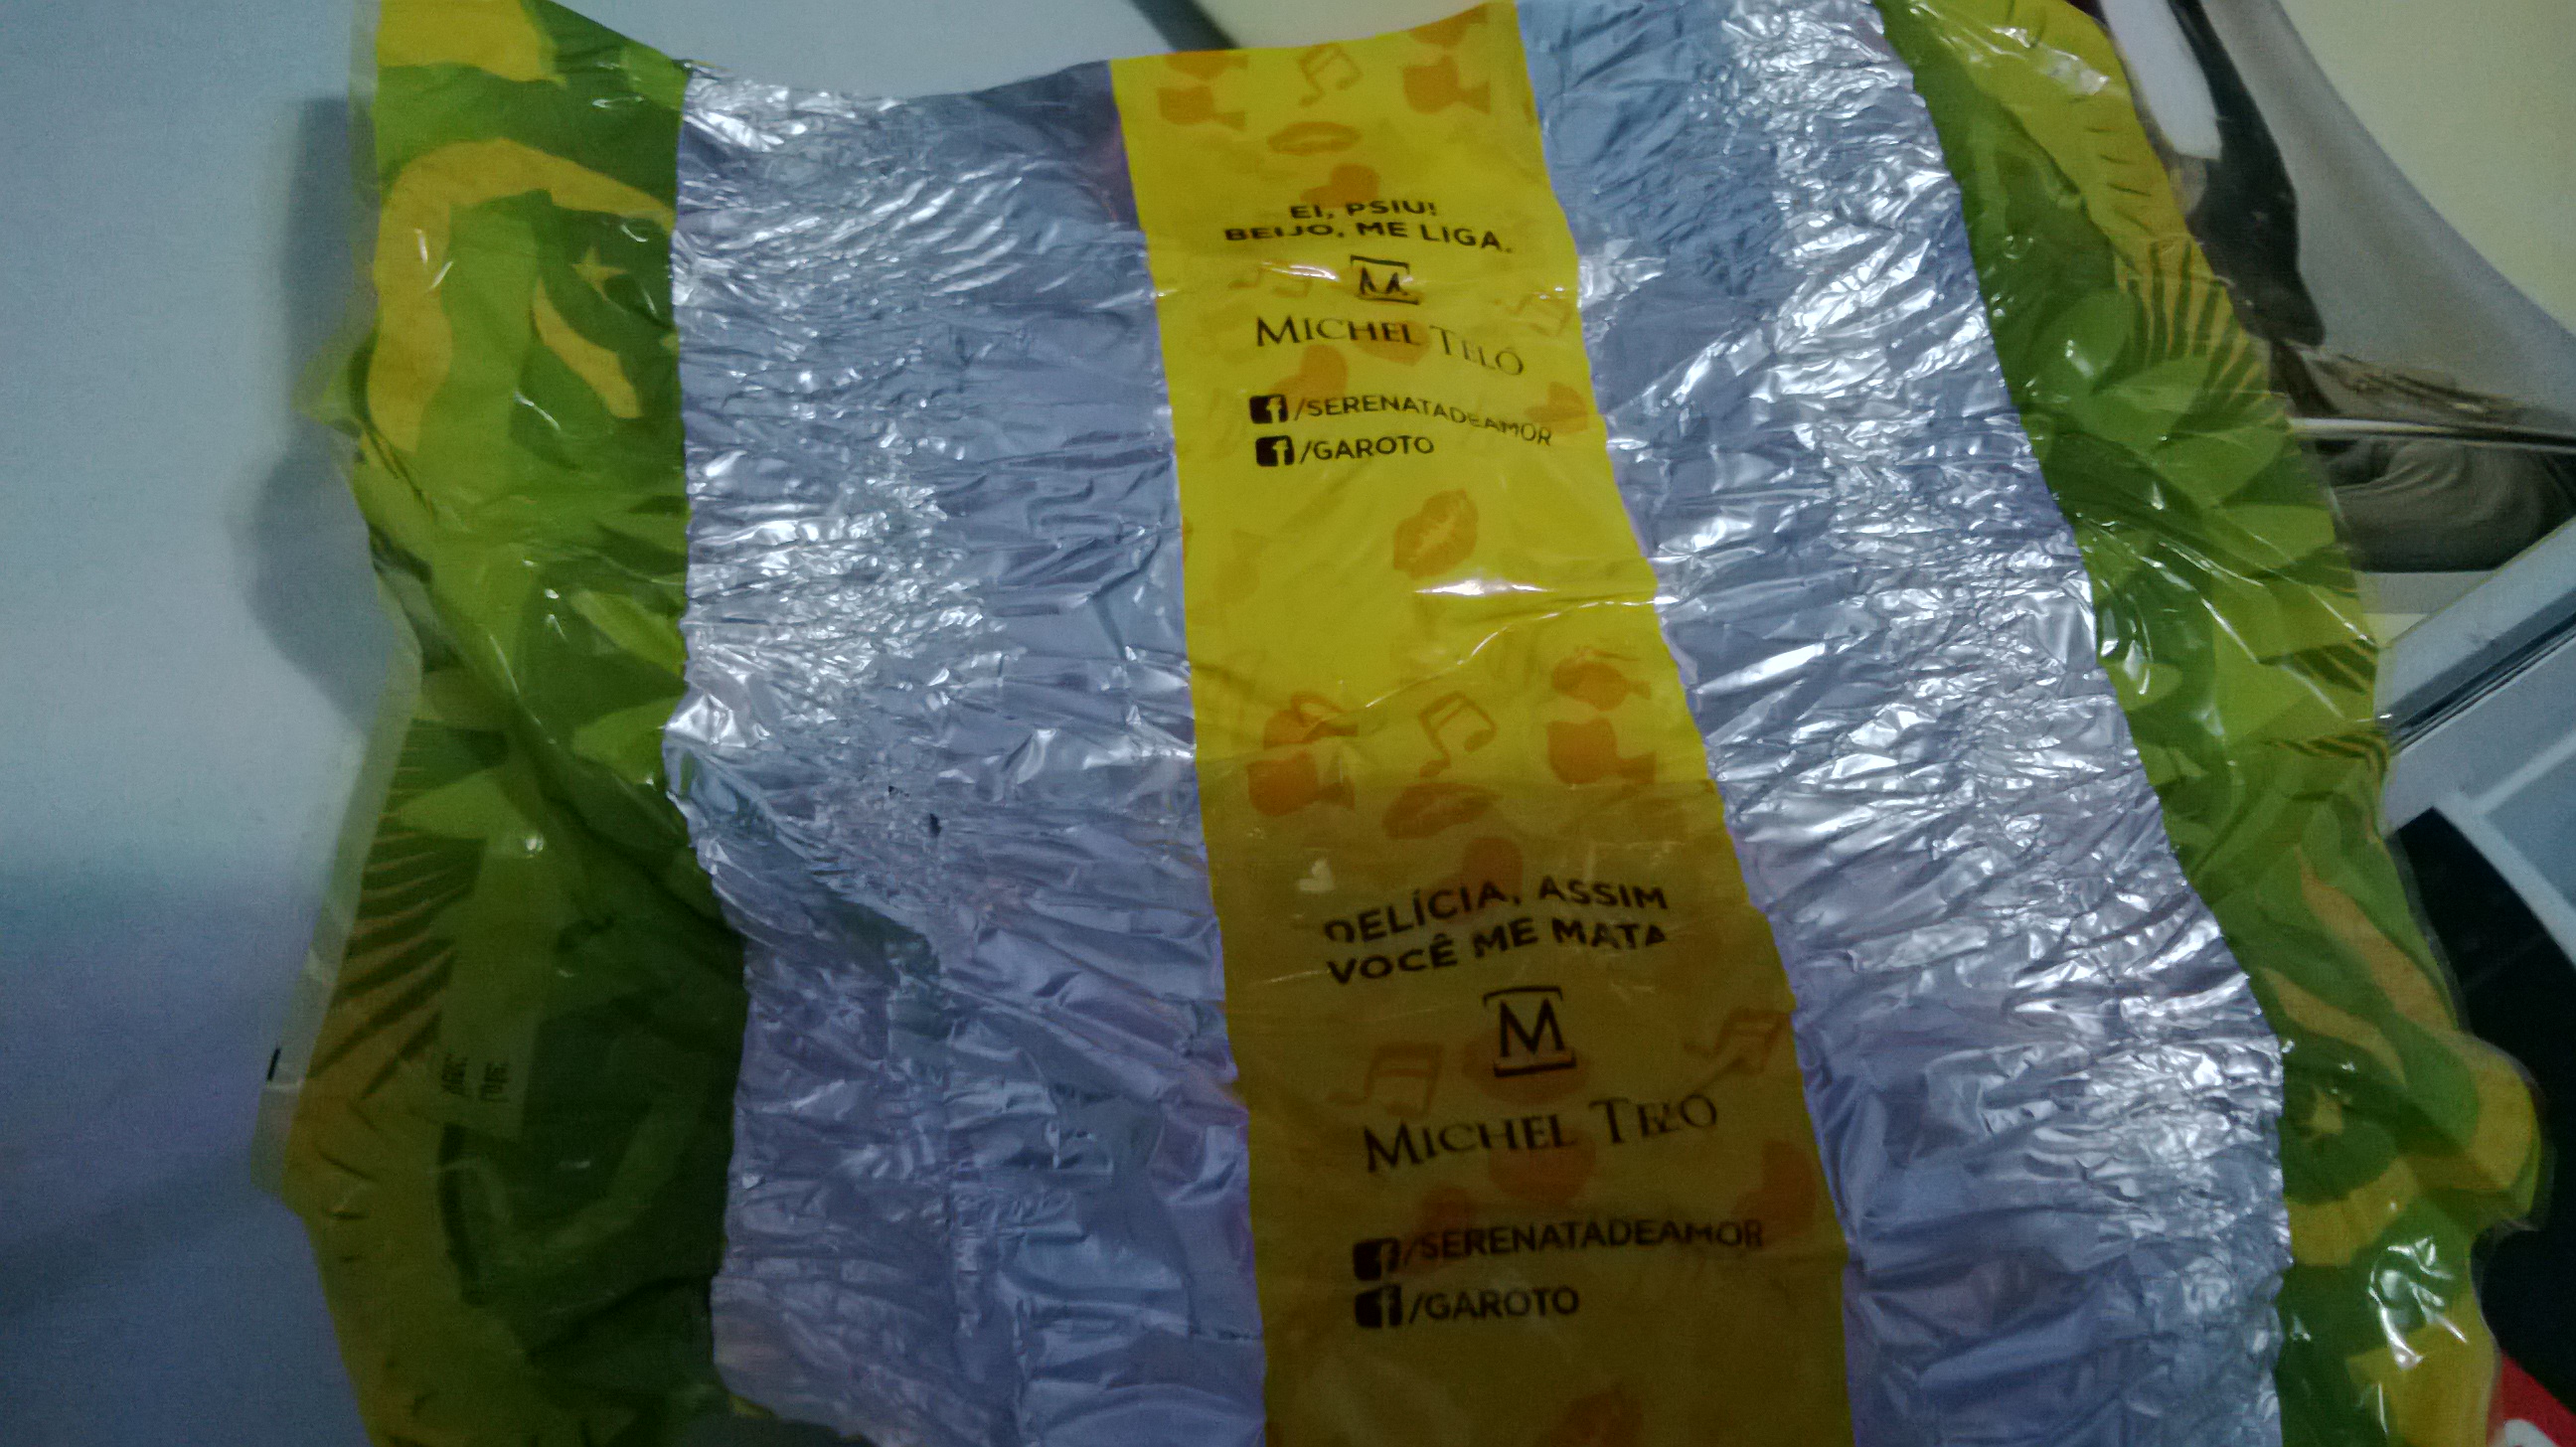 EI, PSIU!
BEIJO, ME LIGA.
M
MICHEL TELÓ
f/SERENATADEAMOR
f/GAROTO
DELÍCIA, ASSIM
VOCÊ ME MATA
M
MICHEL TELÓ
f/SERENATADEAMOR
f/GAROTO